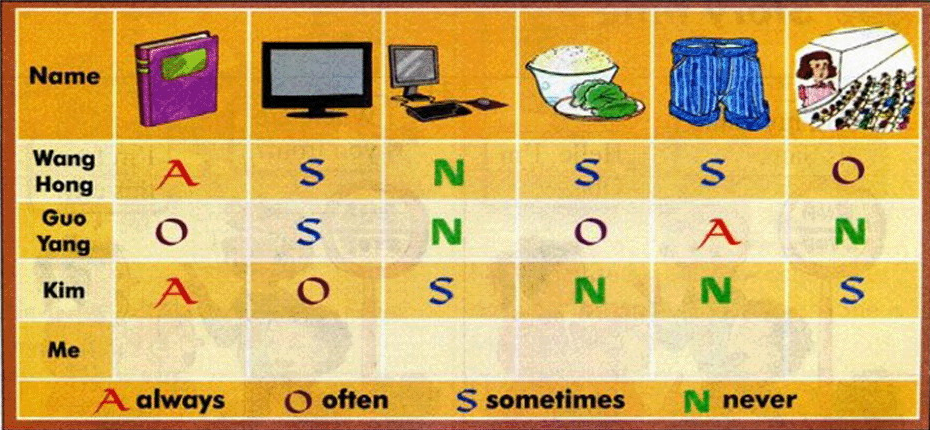 Name
Wang Hong A S N S S O
Guo Yang O S N O A N
Kim A O S N N S
Me
A always O often S sometimes N never